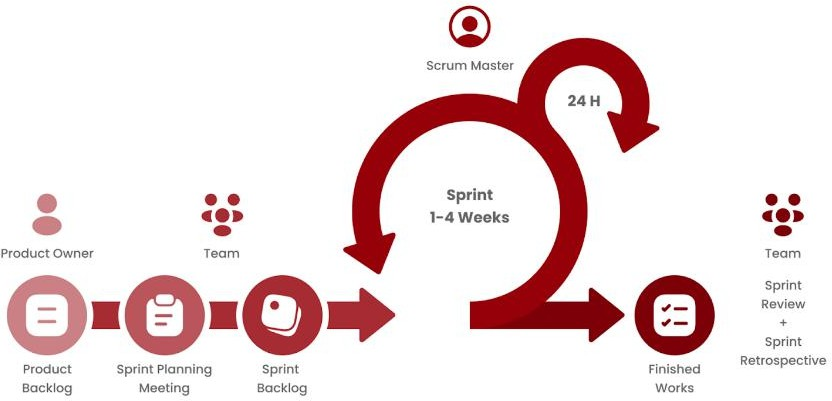 Scrum Master
24 H
Sprint
1-4 Weeks
Product Owner
Team
Team
Product
Backlog
Sprint Planning
Meeting
Sprint
Backlog
Finished
Works
Sprint
Review
+
Sprint
Retrospective